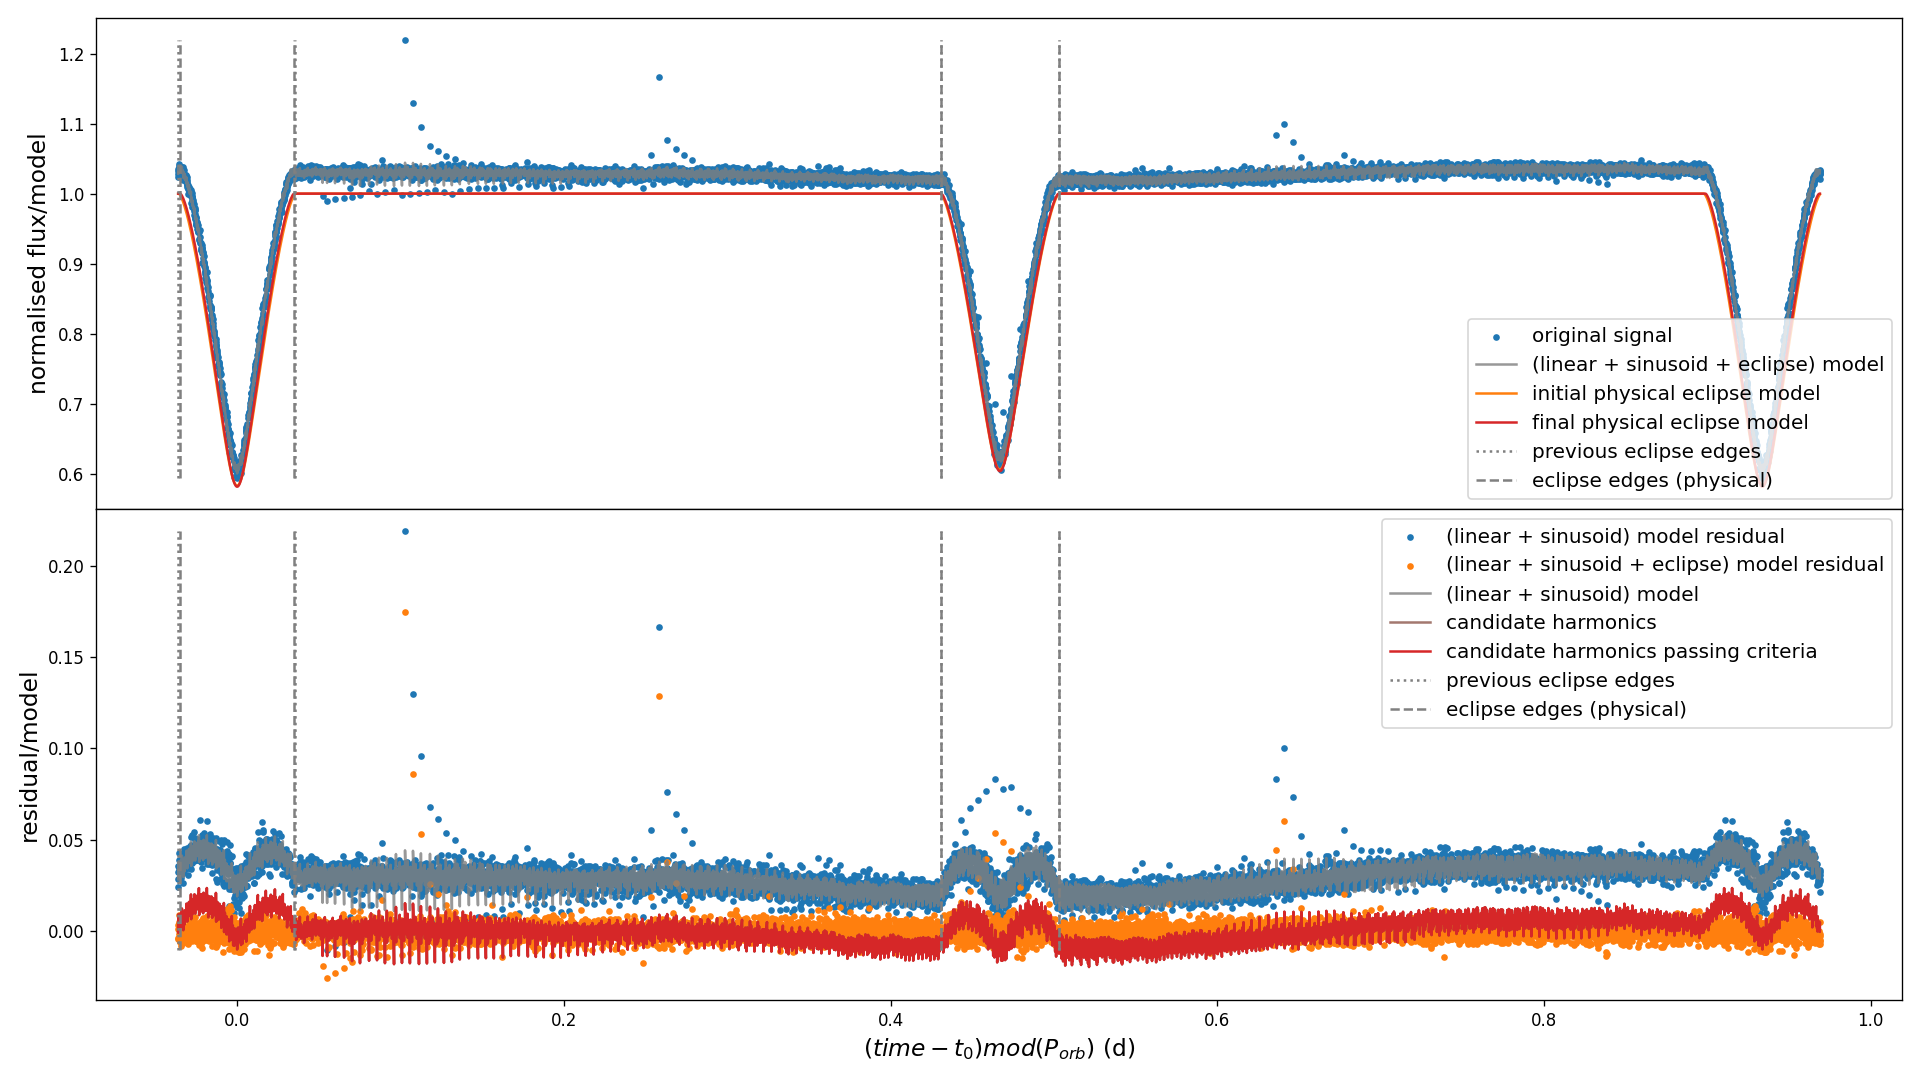 normalised flux/model
1.2
1.1
1.0
0.9
0.8
0.7
0.6
original signal
(linear + sinusoid + eclipse) model
initial physical eclipse model
final physical eclipse model
previous eclipse edges
eclipse edges (physical)
residual/model
0.20
0.15
0.10
0.05
0.00
(linear + sinusoid) model residual
(linear + sinusoid + eclipse) model residual
(linear + sinusoid) model
candidate harmonics
candidate harmonics passing criteria
previous eclipse edges
eclipse edges (physical)
0.0 0.2 0.4 0.6 0.8 1.0
(time − t₀)mod(Pₒᵣb) (d)